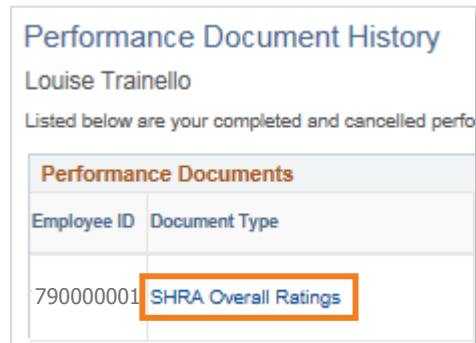 Performance Document History
Louise Trainello
Listed below are your completed and cancelled perfo
Performance Documents
Employee ID Document Type
790000001 SHRA Overall Ratings